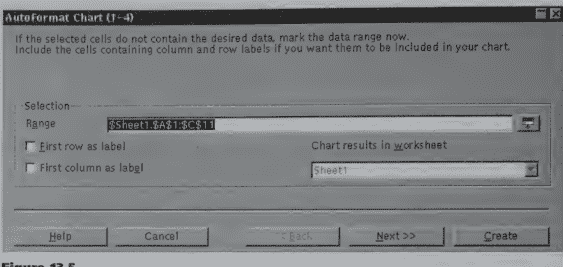 AutoFormat Chart (1-4)
If the selected cells do not contain the desired data, mark the data range now.
Include the cells containing column and row labels if you want them to be included in your chart.
Selection
Range
$Sheet1.$A$1:$C$11
First row as label
Chart results in worksheet
First column as label
Sheet1
Help
Cancel
< Back
Next >>
Create